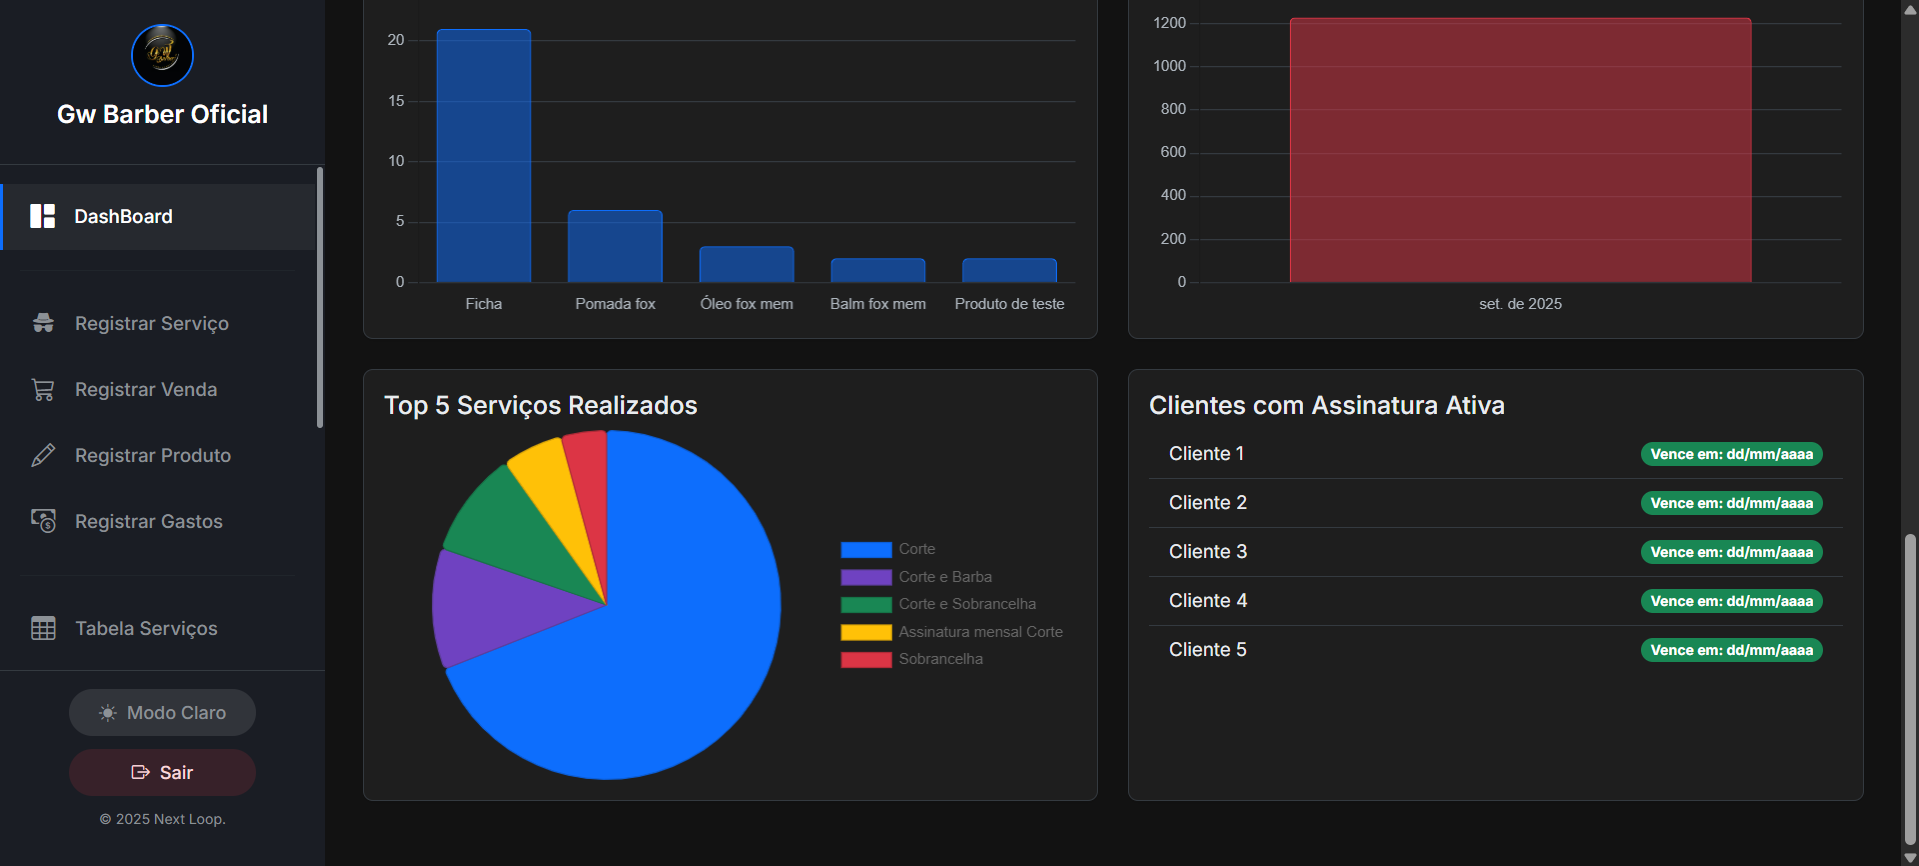 Gw Barber Oficial
DashBoard
Registrar Serviço
Registrar Venda
Registrar Produto
Registrar Gastos
Tabela Serviços
Modo Claro
Sair
© 2025 Next Loop.
20
15
10
5
0
Ficha Pomada fox Óleo fox mem Balm fox mem Produto de teste
1200
1000
800
600
400
200
0
set. de 2025
Top 5 Serviços Realizados
Corte
Corte e Barba
Corte e Sobrancelha
Assinatura mensal Corte
Sobrancelha
Clientes com Assinatura Ativa
Cliente 1 Vence em: dd/mm/aaaa
Cliente 2 Vence em: dd/mm/aaaa
Cliente 3 Vence em: dd/mm/aaaa
Cliente 4 Vence em: dd/mm/aaaa
Cliente 5 Vence em: dd/mm/aaaa